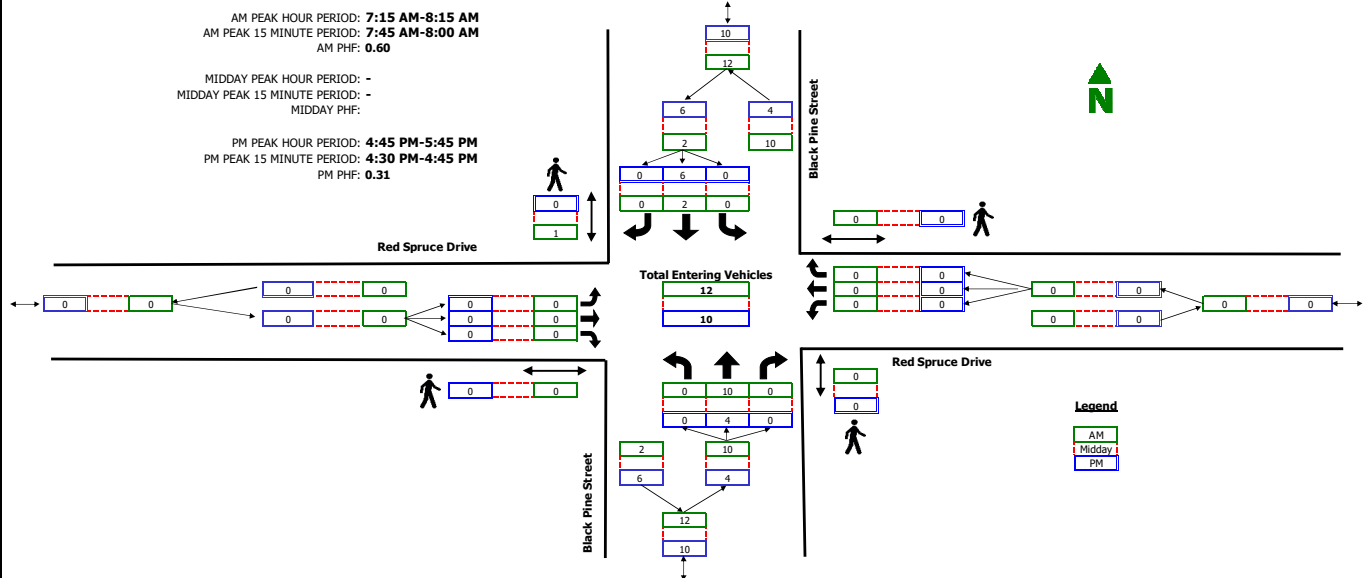 AM PEAK HOUR PERIOD: 7:15 AM-8:15 AM
AM PEAK 15 MINUTE PERIOD: 7:45 AM-8:00 AM
AM PHF: 0.60
MIDDAY PEAK HOUR PERIOD: -
MIDDAY PEAK 15 MINUTE PERIOD: -
MIDDAY PHF:
PM PEAK HOUR PERIOD: 4:45 PM-5:45 PM
PM PEAK 15 MINUTE PERIOD: 4:30 PM-4:45 PM
PM PHF: 0.31
10
12
6 4
2 10
0 6 0
0 2 0
Black Pine Street
N
0
1
0 0
Red Spruce Drive
Total Entering Vehicles
12
10
0 0
0 0
0 0
0 0
0 0
0 0
0 0
0 0
0 0
0 0
0 0
0 0
0 0
0 0
Red Spruce Drive
0 0
0
0
0 10 0
0 4 0
2 10
6 4
12
10
Black Pine Street
Legend
AM
Midday
PM